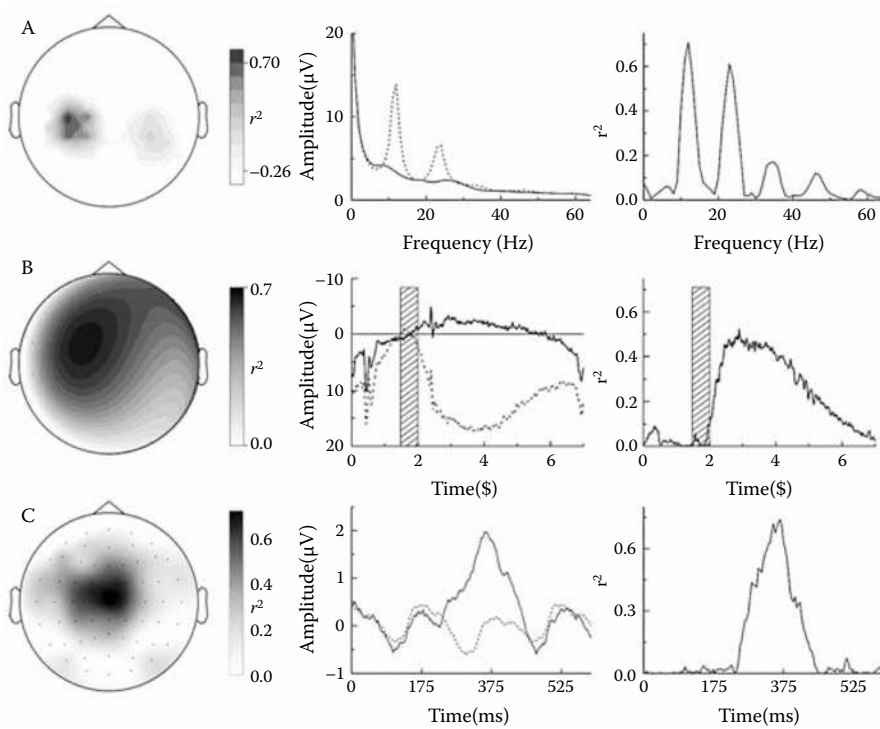 A
0.70
r²
−0.26
20
10
0
Amplitude(μV)
0 20 40 60
Frequency (Hz)
0.6
0.4
0.2
0.0
r²
0 20 40 60
Frequency (Hz)
B
0.7
r²
0.0
−10
0
10
20
Amplitude(μV)
0 2 4 6
Time($)
0.6
0.4
0.2
0.0
r²
0 2 4 6
Time($)
C
0.6
0.4
r²
0.2
0.0
2
1
0
−1
Amplitude(μV)
0 175 375 525
Time(ms)
0.6
0.3
0.0
r²
0 175 375 525
Time(ms)